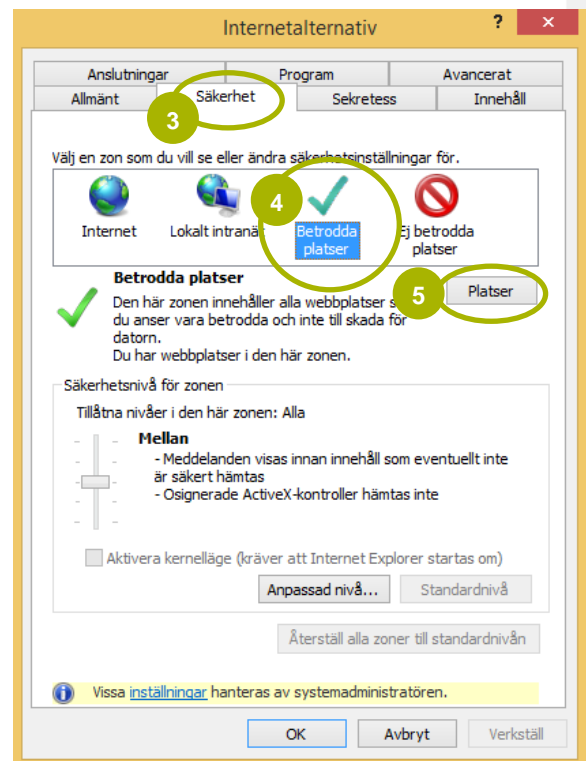 Internetalternativ
?
×
Anslutningar Program Avancerat
Allmänt Säkerhet Sekretess Innehåll
3
Välj en zon som du vill se eller ändra säkerhetsinställningar för.
4
Internet Lokalt intranät Betrodda platser Ej betrodda platser
Betrodda platser
Platser
5
Den här zonen innehåller alla webbplatser
du anser vara betrodda och inte till skada för
datorn.
Du har webbplatser i den här zonen.
Säkerhetsnivå för zonen
Tillåtna nivåer i den här zonen: Alla
Mellan
- Meddelanden visas innan innehåll som eventuellt inte
är säkert hämtas
- Osignerade ActiveX-kontroller hämtas inte
Aktivera kernelläge (kräver att Internet Explorer startas om)
Anpassad nivå... Standardnivå
Återställ alla zoner till standardnivån
Vissa inställningar hanteras av systemadministratören.
OK Avbryt Verkställ